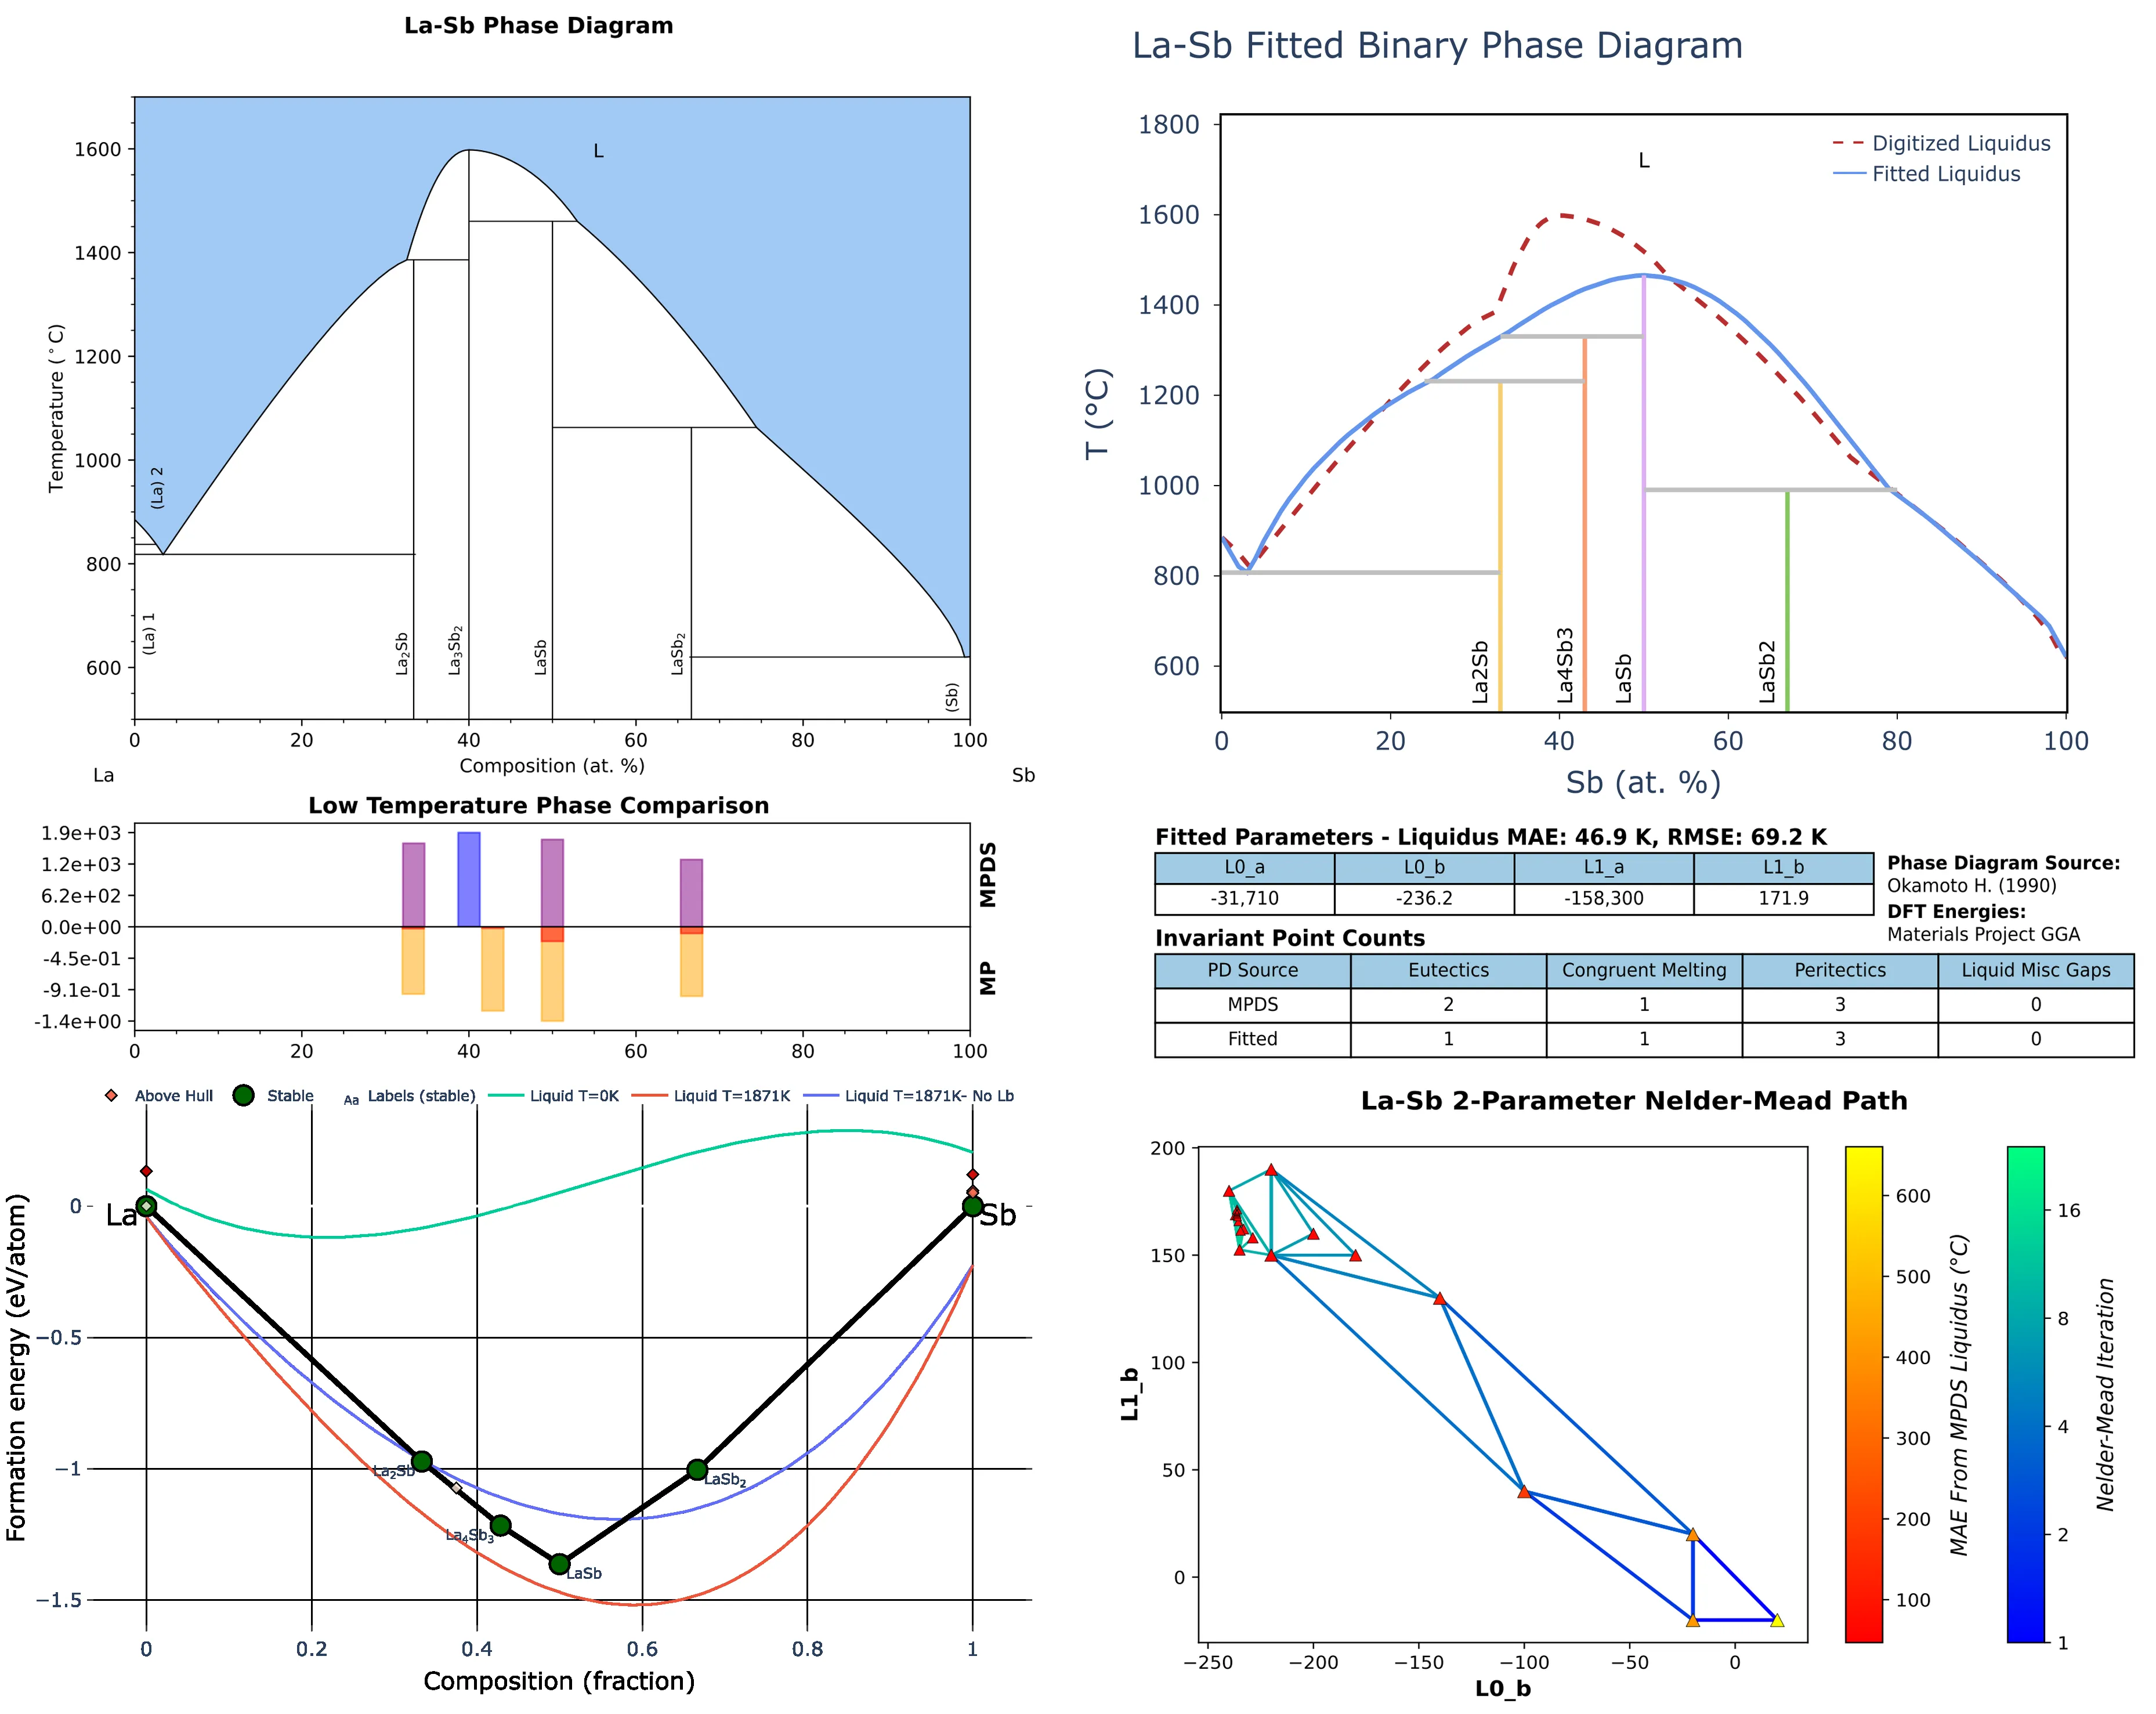 La-Sb Phase Diagram
Temperature (°C)
1600
1400
1200
1000
800
600
L
(La) 2
(La) 1
La₂Sb
La₃Sb₂
LaSb
LaSb₂
(Sb)
0 20 40 60 80 100
Composition (at. %)
La Sb
La-Sb Fitted Binary Phase Diagram
T (°C)
1800
1600
1400
1200
1000
800
600
L
Digitized Liquidus
Fitted Liquidus
La2Sb
La4Sb3
LaSb
LaSb2
0 20 40 60 80 100
Sb (at. %)
Low Temperature Phase Comparison
1.9e+03
1.2e+03
6.2e+02
0.0e+00
-4.5e-01
-9.1e-01
-1.4e+00
MPDS
MP
0 20 40 60 80 100
Fitted Parameters - Liquidus MAE: 46.9 K, RMSE: 69.2 K
L0_a L0_b L1_a L1_b
-31,710 -236.2 -158,300 171.9
Phase Diagram Source:
Okamoto H. (1990)
DFT Energies:
Materials Project GGA
Invariant Point Counts
PD Source Eutectics Congruent Melting Peritectics Liquid Misc Gaps
MPDS 2 1 3 0
Fitted 1 1 3 0
Above Hull Stable Aa Labels (stable) Liquid T=0K Liquid T=1871K Liquid T=1871K- No Lb
Formation energy (eV/atom)
0
−0.5
−1
−1.5
La
Sb
La₂Sb
La₄Sb₃
LaSb
LaSb₂
0 0.2 0.4 0.6 0.8 1
Composition (fraction)
La-Sb 2-Parameter Nelder-Mead Path
L1_b
200
150
100
50
0
−250 −200 −150 −100 −50 0
L0_b
600
500
400
300
200
100
MAE From MPDS Liquidus (°C)
16
8
4
2
1
Nelder-Mead Iteration